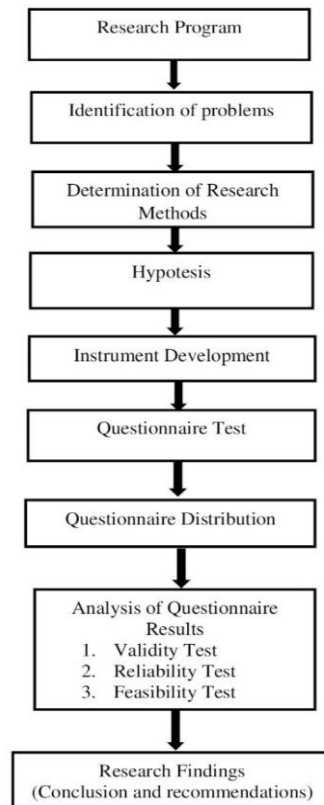 Research Program
Identification of problems
Determination of Research
Methods
Hypotesis
Instrument Development
Questionnaire Test
Questionnaire Distribution
Analysis of Questionnaire
Results
1. Validity Test
2. Reliability Test
3. Feasibility Test
Research Findings
(Conclusion and recommendations)